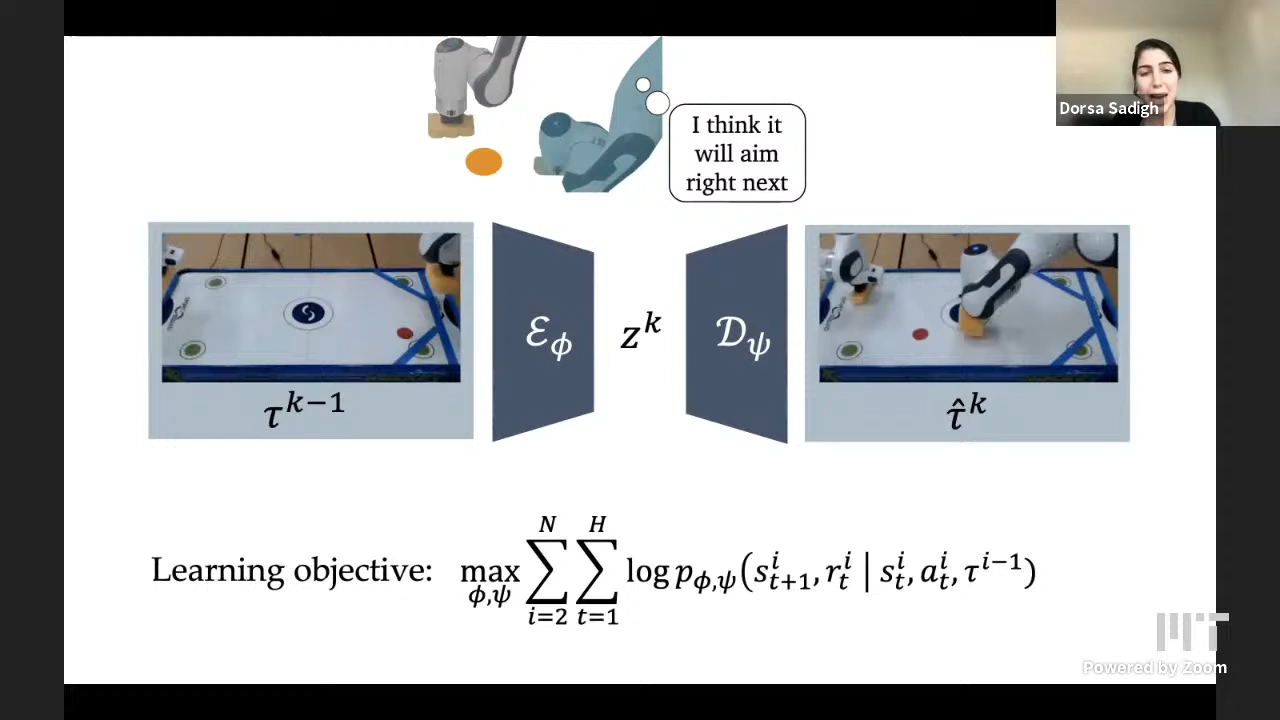 Dorsa Sadigh
I think it
will aim
right next
ℰ_ϕ
z^k
𝒟_ψ
τ^{k−1}
τ̂^k
Learning objective: max_{ϕ,ψ} ∑_{i=2}^{N} ∑_{t=1}^{H} log p_{ϕ,ψ}(s_{t+1}^i, r_t^i | s_t^i, a_t^i, τ^{i−1})
MIT
Powered by Zoom